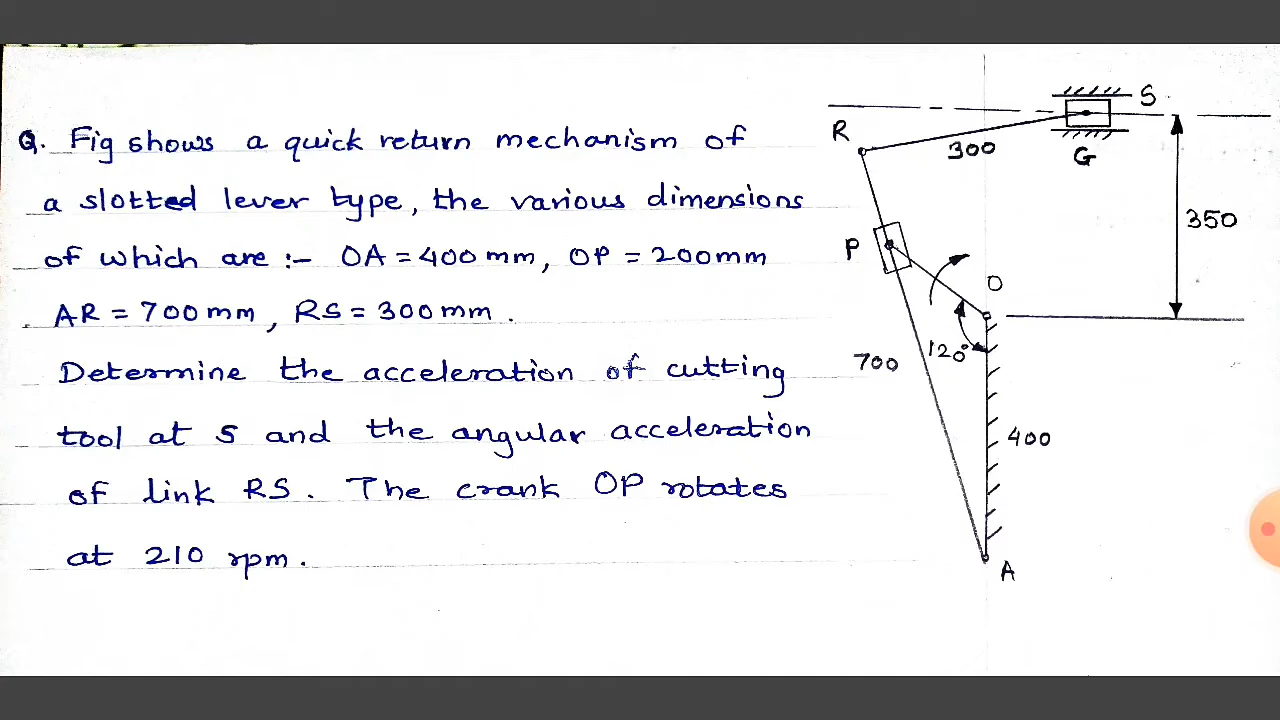 Q. Fig shows a quick return mechanism of
a slotted lever type, the various dimensions
of which are :- OA = 400 mm, OP = 200mm
AR = 700 mm, RS = 300 mm.
Determine the acceleration of cutting
tool at S and the angular acceleration
of link RS. The crank OP rotates
at 210 rpm.
S
R
300
G
350
P
O
120°
700
400
A